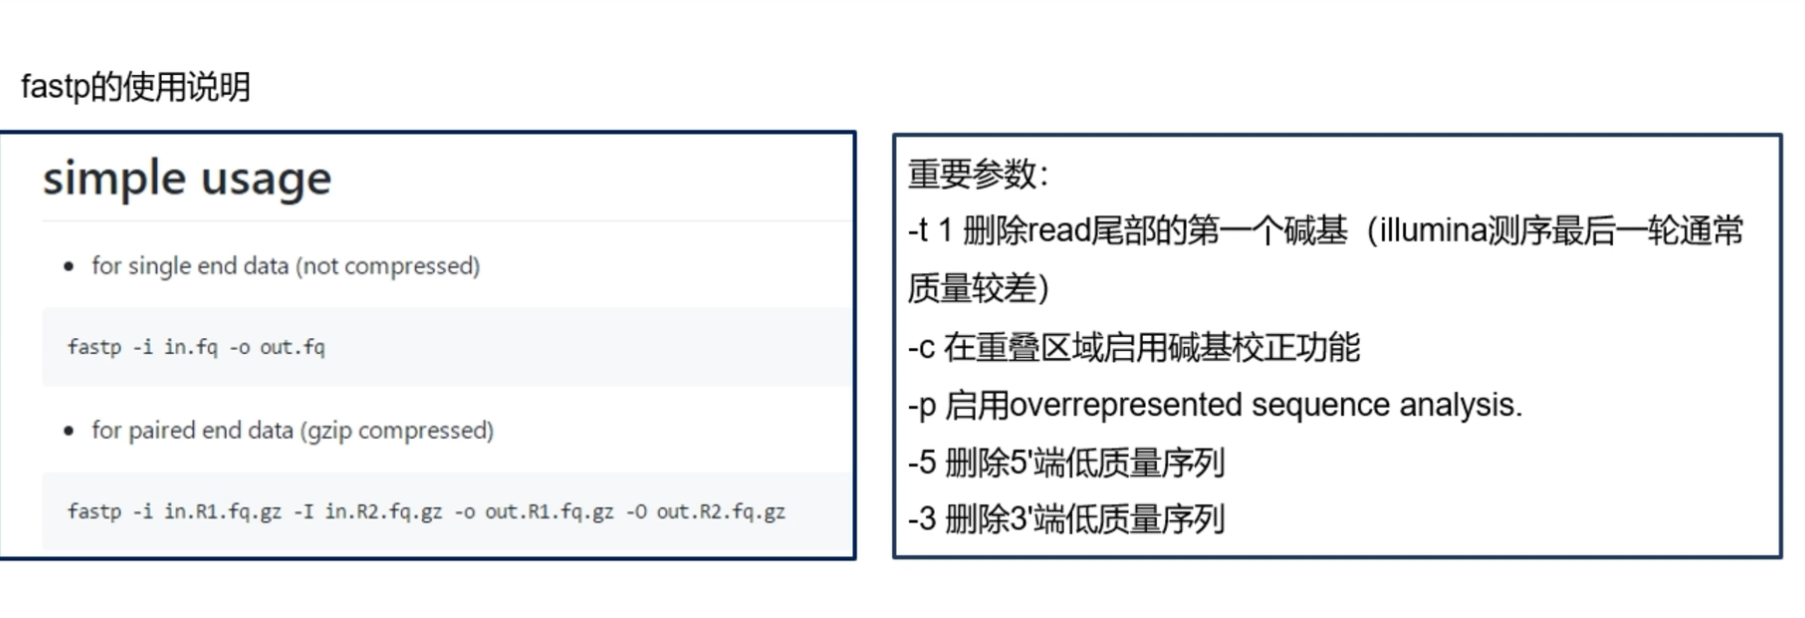 fastp的使用说明
simple usage
• for single end data (not compressed)
fastp -i in.fq -o out.fq
• for paired end data (gzip compressed)
fastp -i in.R1.fq.gz -I in.R2.fq.gz -o out.R1.fq.gz -O out.R2.fq.gz
重要参数：
-t 1 删除read尾部的第一个碱基（illumina测序最后一轮通常
质量较差）
-c 在重叠区域启用碱基校正功能
-p 启用overrepresented sequence analysis.
-5 删除5'端低质量序列
-3 删除3'端低质量序列